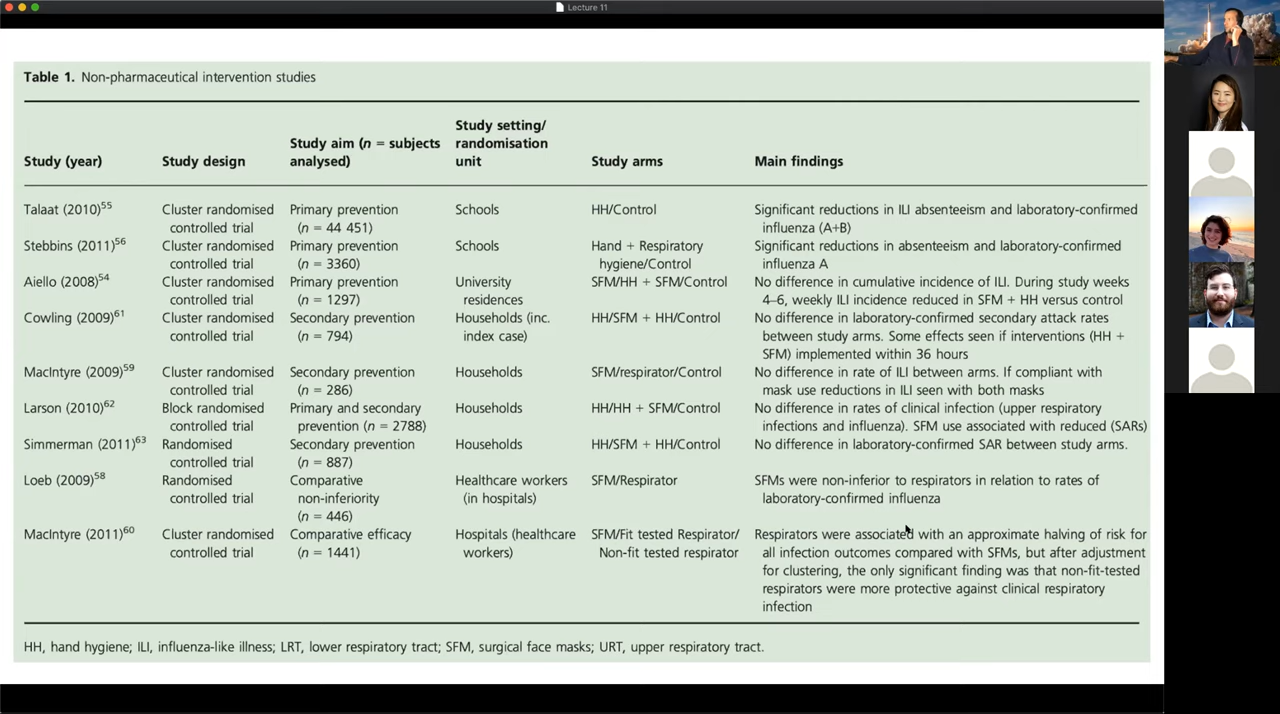 Lecture 11
Table 1. Non-pharmaceutical intervention studies
Study (year)
Study design
Study aim (n = subjects
analysed)
Study setting/
randomisation
unit
Study arms
Main findings
Talaat (2010)55
Cluster randomised
controlled trial
Primary prevention
(n = 44 451)
Schools
HH/Control
Significant reductions in ILI absenteeism and laboratory-confirmed
influenza (A+B)
Stebbins (2011)56
Cluster randomised
controlled trial
Primary prevention
(n = 3360)
Schools
Hand + Respiratory
hygiene/Control
Significant reductions in absenteeism and laboratory-confirmed
influenza A
Aiello (2008)54
Cluster randomised
controlled trial
Primary prevention
(n = 1297)
University
residences
SFM/HH + SFM/Control
No difference in cumulative incidence of ILI. During study weeks
4–6, weekly ILI incidence reduced in SFM + HH versus control
Cowling (2009)61
Cluster randomised
controlled trial
Secondary prevention
(n = 794)
Households (inc.
index case)
HH/SFM + HH/Control
No difference in laboratory-confirmed secondary attack rates
between study arms. Some effects seen if interventions (HH +
SFM) implemented within 36 hours
MacIntyre (2009)59
Cluster randomised
controlled trial
Secondary prevention
(n = 286)
Households
SFM/respirator/Control
No difference in rate of ILI between arms. If compliant with
mask use reductions in ILI seen with both masks
Larson (2010)62
Block randomised
controlled trial
Primary and secondary
prevention (n = 2788)
Households
HH/HH + SFM/Control
No difference in rates of clinical infection (upper respiratory
infections and influenza). SFM use associated with reduced (SARs)
Simmerman (2011)63
Randomised
controlled trial
Secondary prevention
(n = 887)
Households
HH/SFM + HH/Control
No difference in laboratory-confirmed SAR between study arms.
Loeb (2009)58
Randomised
controlled trial
Comparative
non-inferiority
(n = 446)
Healthcare workers
(in hospitals)
SFM/Respirator
SFMs were non-inferior to respirators in relation to rates of
laboratory-confirmed influenza
MacIntyre (2011)60
Cluster randomised
controlled trial
Comparative efficacy
(n = 1441)
Hospitals (healthcare
workers)
SFM/Fit tested Respirator/
Non-fit tested respirator
Respirators were associated with an approximate halving of risk for
all infection outcomes compared with SFMs, but after adjustment
for clustering, the only significant finding was that non-fit-tested
respirators were more protective against clinical respiratory
infection
HH, hand hygiene; ILI, influenza-like illness; LRT, lower respiratory tract; SFM, surgical face masks; URT, upper respiratory tract.